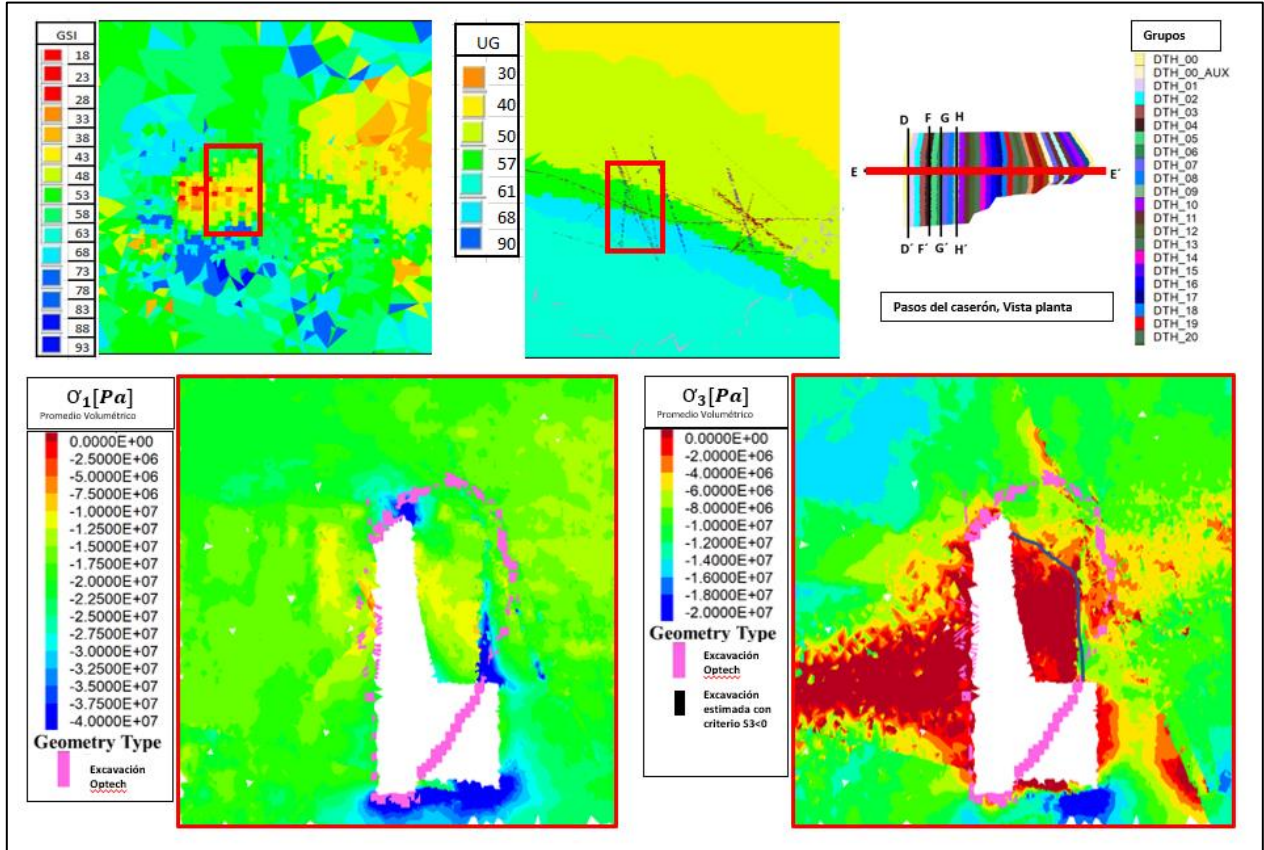 GSI
18
23
28
33
38
43
48
53
58
63
68
73
78
83
88
93
UG
30
40
50
57
61
68
90
D F G H
E E´
D´ F´ G´ H´
Pasos del caserón, Vista planta
Grupos
DTH_00
DTH_00_AUX
DTH_01
DTH_02
DTH_03
DTH_04
DTH_05
DTH_06
DTH_07
DTH_08
DTH_09
DTH_10
DTH_11
DTH_12
DTH_13
DTH_14
DTH_15
DTH_16
DTH_17
DTH_18
DTH_19
DTH_20
σ1[Pa]
Promedio Volumétrico
0.0000E+00
-2.5000E+06
-5.0000E+06
-7.5000E+06
-1.0000E+07
-1.2500E+07
-1.5000E+07
-1.7500E+07
-2.0000E+07
-2.2500E+07
-2.5000E+07
-2.7500E+07
-3.0000E+07
-3.2500E+07
-3.5000E+07
-3.7500E+07
-4.0000E+07
Geometry Type
Excavación
Optech
σ3[Pa]
Promedio Volumétrico
0.0000E+00
-2.0000E+06
-4.0000E+06
-6.0000E+06
-8.0000E+06
-1.0000E+07
-1.2000E+07
-1.4000E+07
-1.6000E+07
-1.8000E+07
-2.0000E+07
Geometry Type
Excavación
Optech
Excavación
estimada con
criterio S3<0